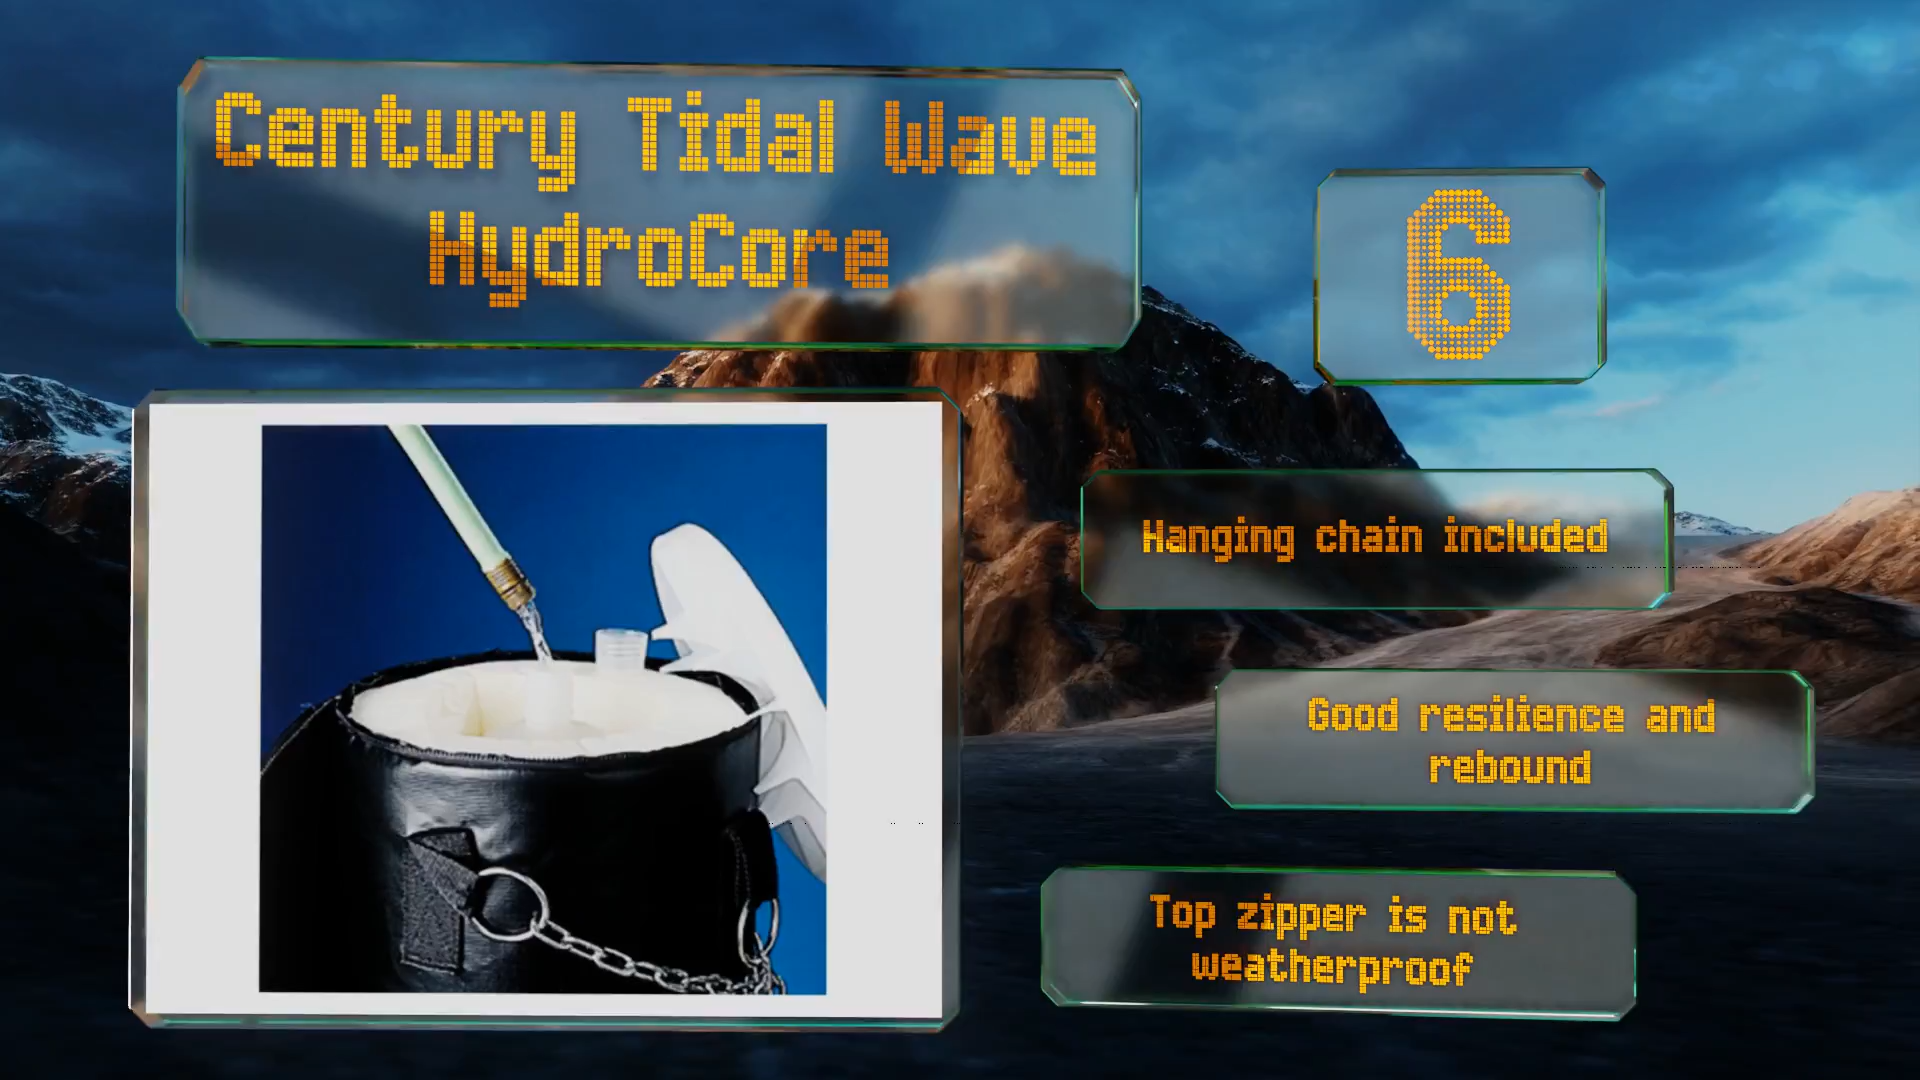 Century Tidal Wave
HydroCore
6
Hanging chain included
Good resilience and
rebound
Top zipper is not
weatherproof